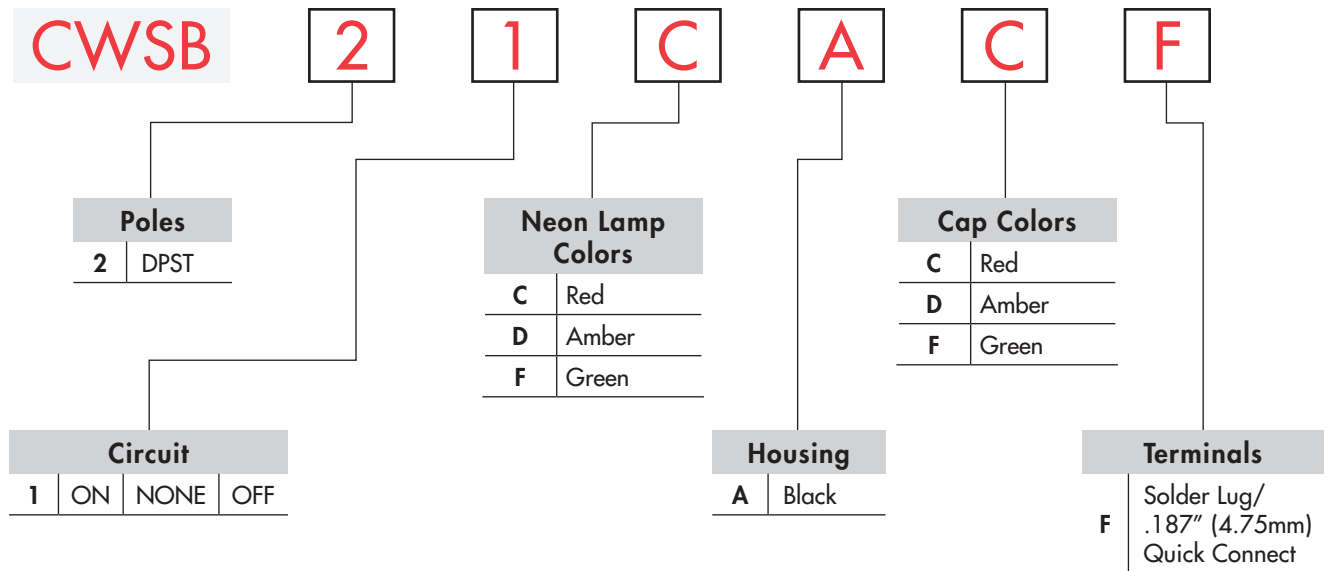 CWSB 2 1 C A C F
Poles
2 DPST
Neon Lamp
Colors
C Red
D Amber
F Green
Cap Colors
C Red
D Amber
F Green
Circuit
1 ON NONE OFF
Housing
A Black
Terminals
F Solder Lug/
.187” (4.75mm)
Quick Connect